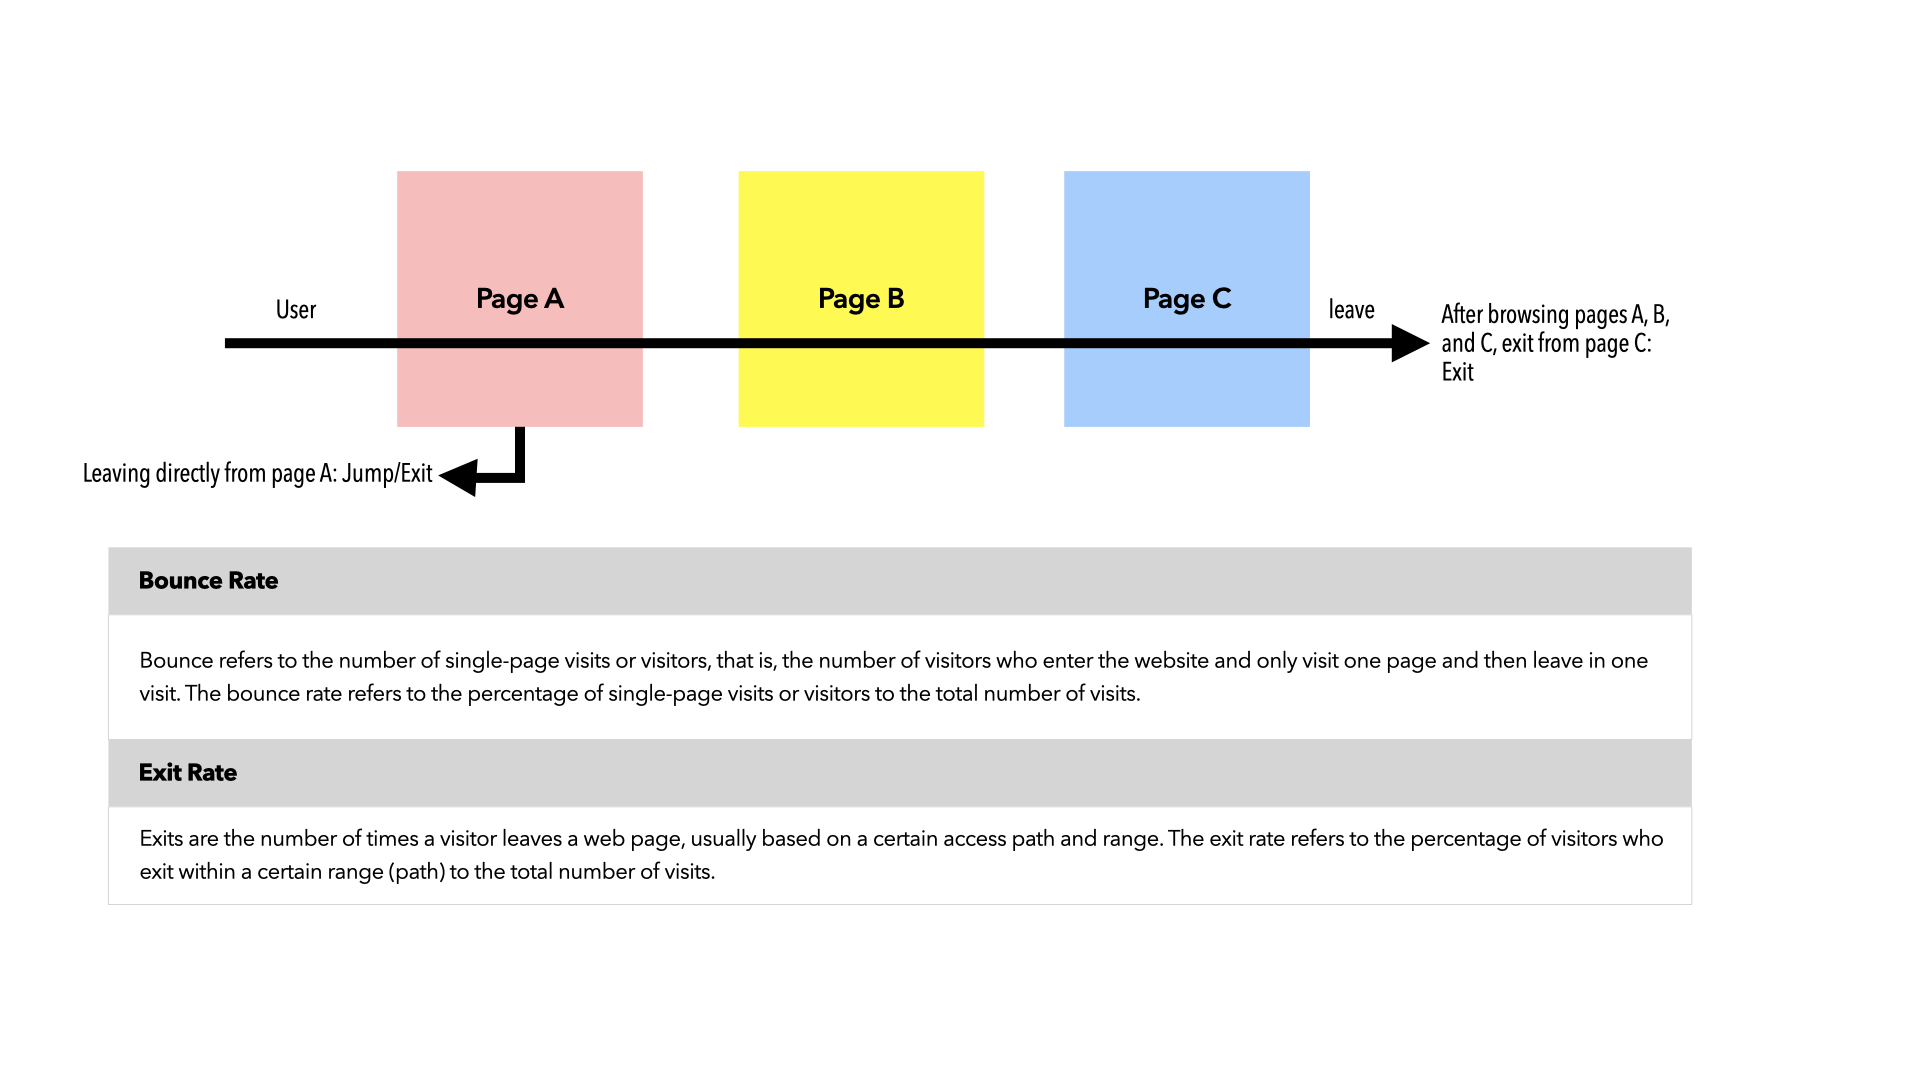 User
Page A
Page B
Page C
leave
After browsing pages A, B,
and C, exit from page C:
Exit
Leaving directly from page A: Jump/Exit
Bounce Rate
Bounce refers to the number of single-page visits or visitors, that is, the number of visitors who enter the website and only visit one page and then leave in one
visit. The bounce rate refers to the percentage of single-page visits or visitors to the total number of visits.
Exit Rate
Exits are the number of times a visitor leaves a web page, usually based on a certain access path and range. The exit rate refers to the percentage of visitors who
exit within a certain range (path) to the total number of visits.